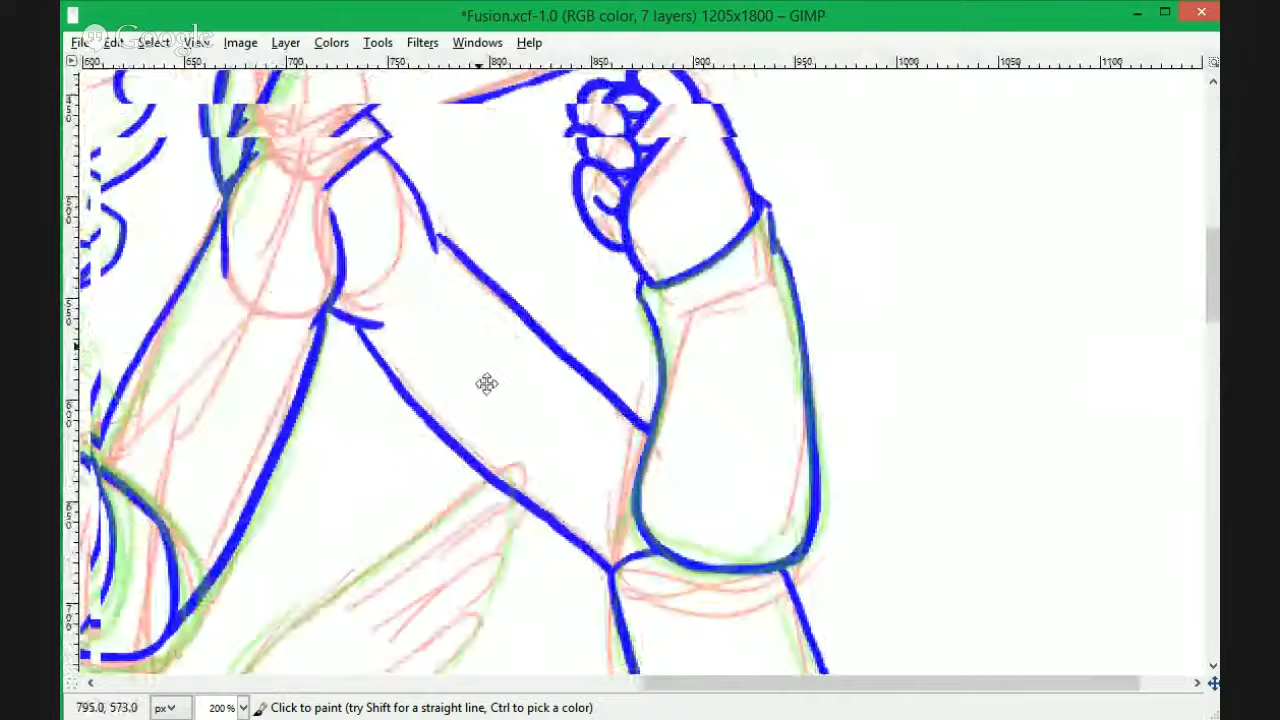 *Fusion.xcf-1.0 (RGB color, 7 layers) 1205x1800 – GIMP
Google
File Edit Select View Image Layer Colors Tools Filters Windows Help
600 650 700 750 800 850 900 950 1000 1050 1100
795.0, 573.0 px 200% Click to paint (try Shift for a straight line, Ctrl to pick a color)